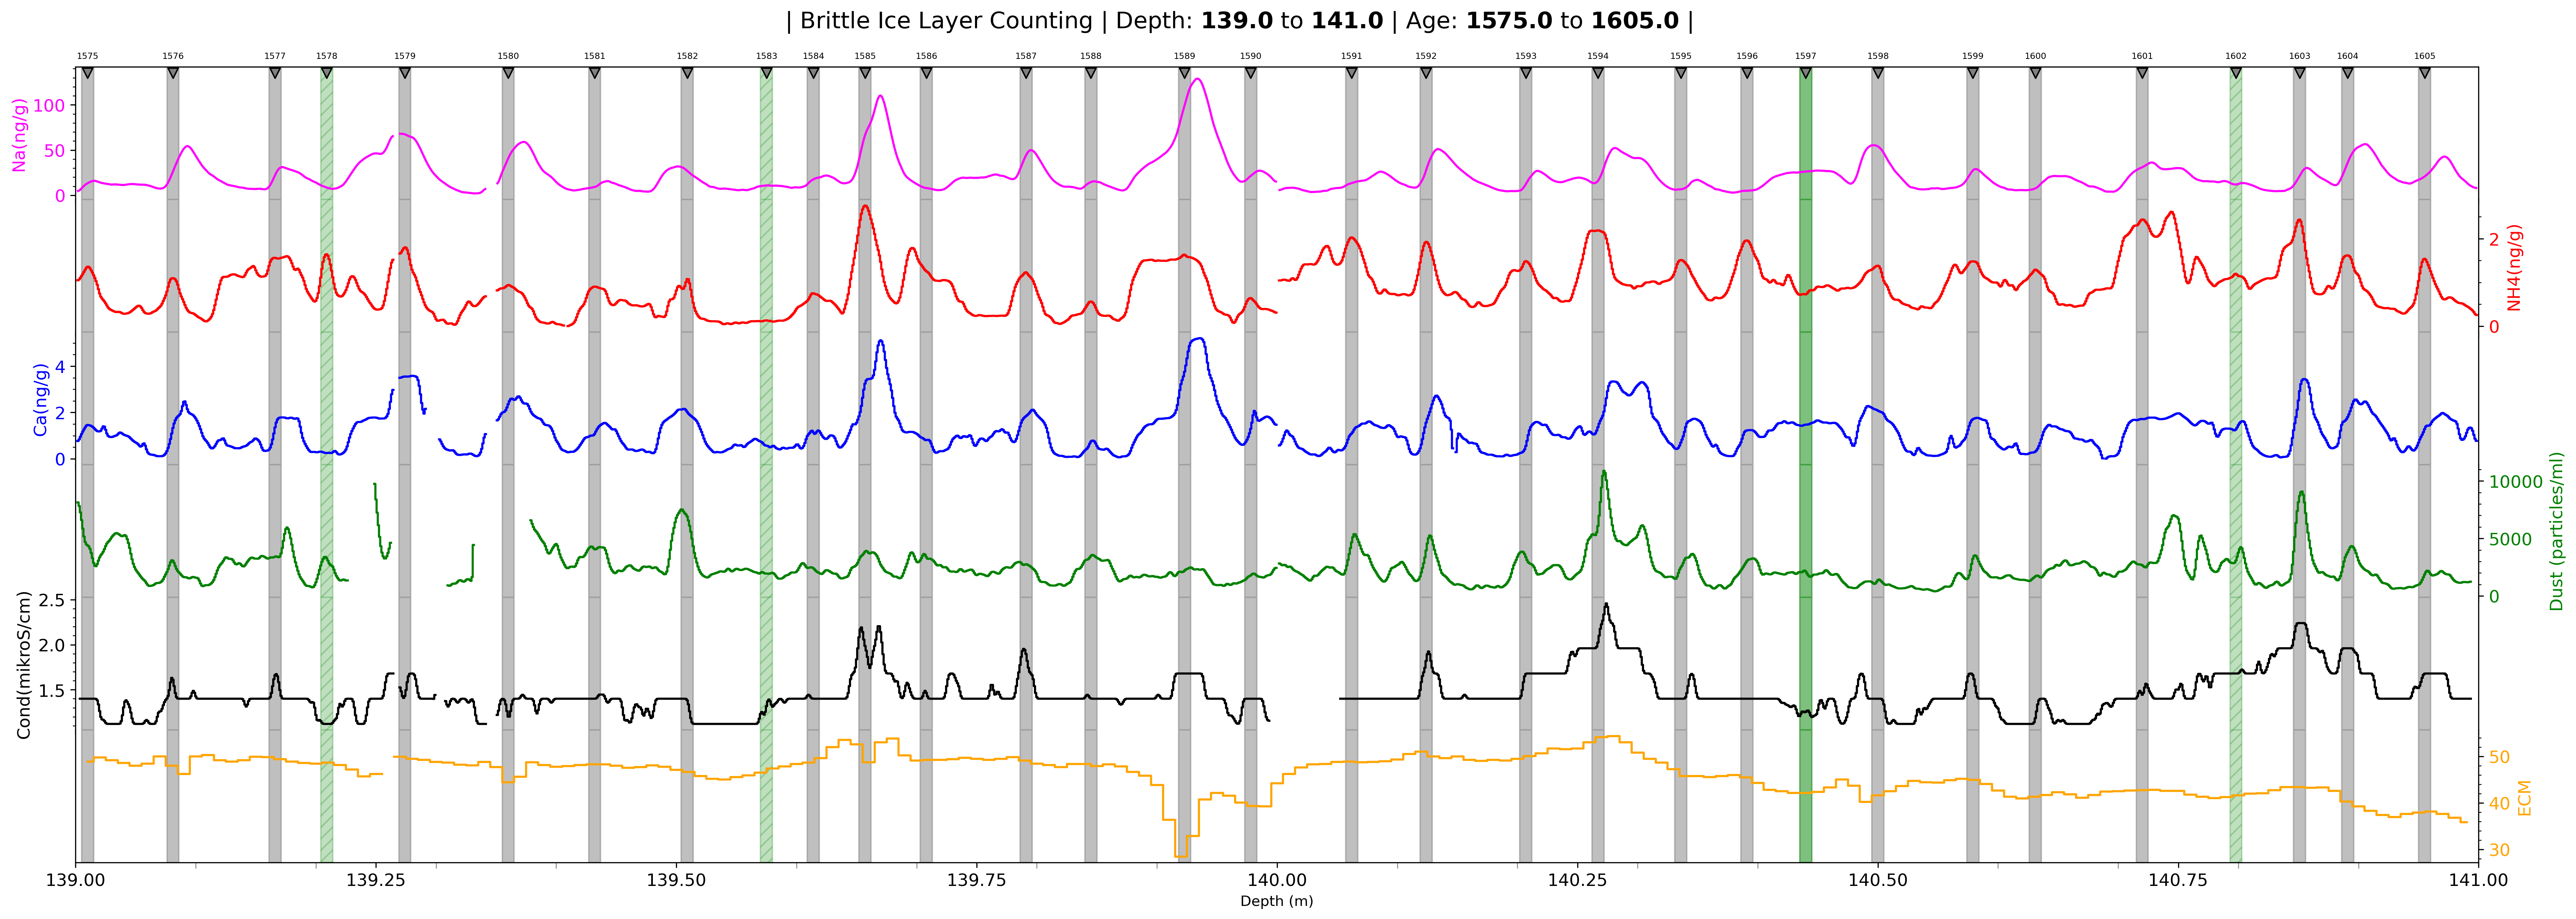 | Brittle Ice Layer Counting | Depth: 139.0 to 141.0 | Age: 1575.0 to 1605.0 |
1575 1576 1577 1578 1579 1580 1581 1582 1583 1584 1585 1586 1587 1588 1589 1590 1591 1592 1593 1594 1595 1596 1597 1598 1599 1600 1601 1602 1603 1604 1605
Na(ng/g)
100
50
0
NH4(ng/g)
2
0
Ca(ng/g)
4
2
0
Dust (particles/ml)
10000
5000
0
Cond(mikroS/cm)
2.5
2.0
1.5
ECM
50
40
30
139.00 139.25 139.50 139.75 140.00 140.25 140.50 140.75 141.00
Depth (m)